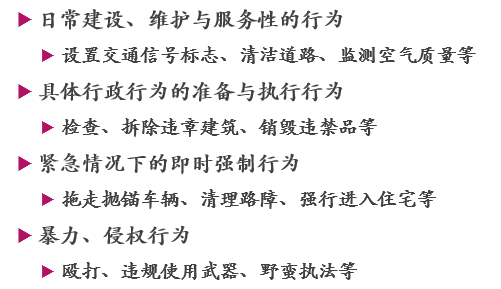 日常建设、维护与服务性的行为
设置交通信号标志、清洁道路、监测空气质量等
具体行政行为的准备与执行行为
检查、拆除违章建筑、销毁违禁品等
紧急情况下的即时强制行为
拖走抛锚车辆、清理路障、强行进入住宅等
暴力、侵权行为
殴打、违规使用武器、野蛮执法等